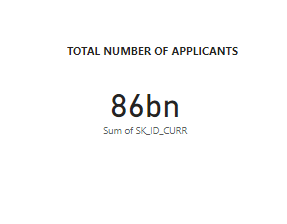 TOTAL NUMBER OF APPLICANTS
86bn
Sum of SK_ID_CURR